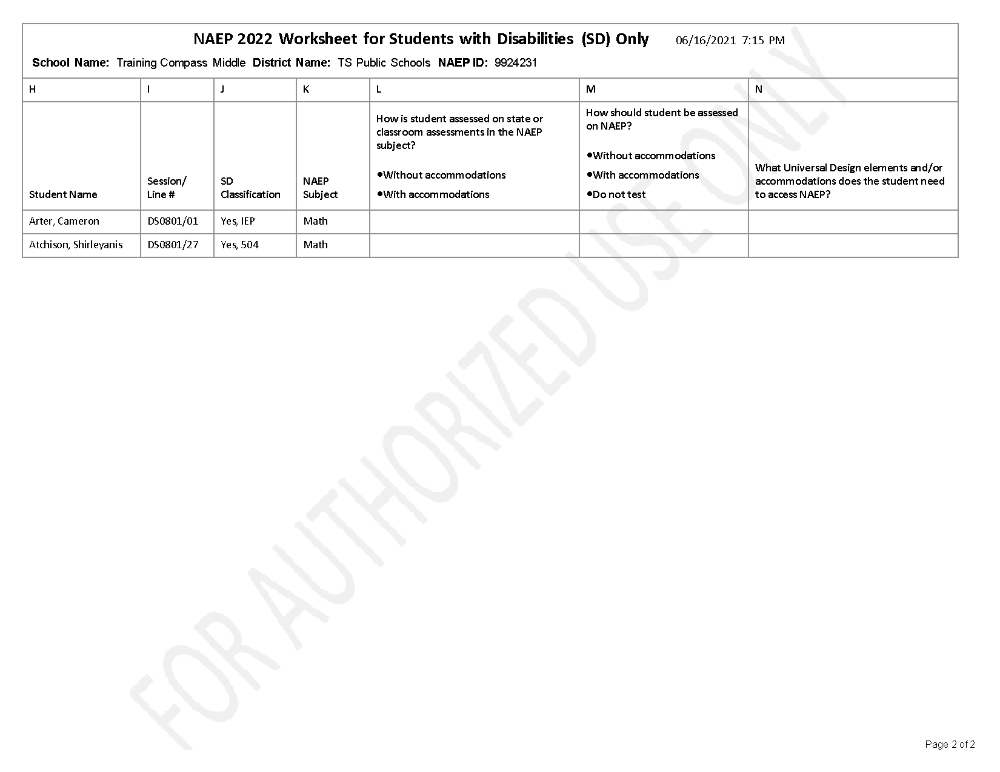 NAEP 2022 Worksheet for Students with Disabilities (SD) Only 06/16/2021 7:15 PM
School Name: Training Compass Middle District Name: TS Public Schools NAEP ID: 9924231
H I J K L M N
Student Name
Session/
Line #
SD
Classification
NAEP
Subject
How is student assessed on state or
classroom assessments in the NAEP
subject?
•Without accommodations
•With accommodations
How should student be assessed
on NAEP?
•Without accommodations
•With accommodations
•Do not test
What Universal Design elements and/or
accommodations does the student need
to access NAEP?
Arter, Cameron DS0801/01 Yes, IEP Math
Atchison, Shirleyanis DS0801/27 Yes, 504 Math
FOR AUTHORIZED USE ONLY
Page 2 of 2